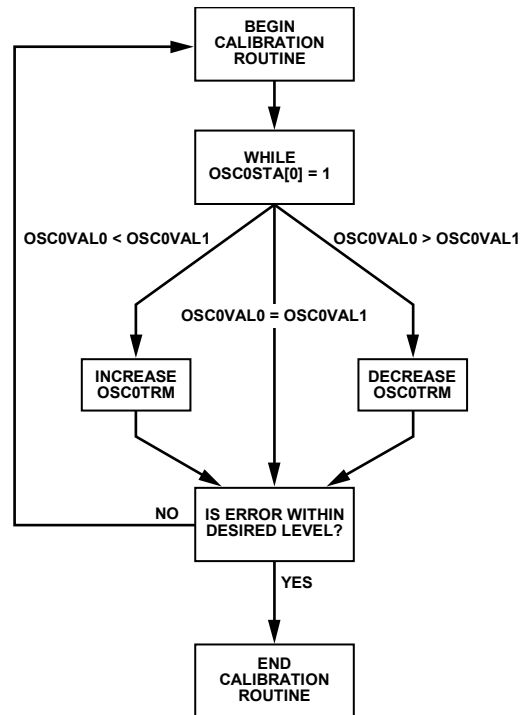 BEGIN
CALIBRATION
ROUTINE
WHILE
OSC0STA[0] = 1
OSC0VAL0 < OSC0VAL1
OSC0VAL0 > OSC0VAL1
OSC0VAL0 = OSC0VAL1
INCREASE
OSC0TRM
DECREASE
OSC0TRM
NO
IS ERROR WITHIN
DESIRED LEVEL?
YES
END
CALIBRATION
ROUTINE